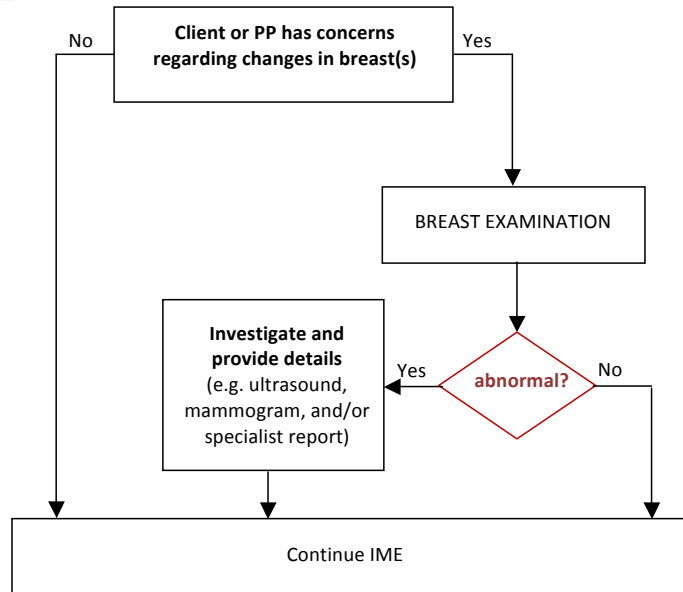 No
Client or PP has concerns
regarding changes in breast(s)
Yes
BREAST EXAMINATION
Investigate and
provide details
(e.g. ultrasound,
mammogram, and/or
specialist report)
Yes
abnormal?
No
Continue IME